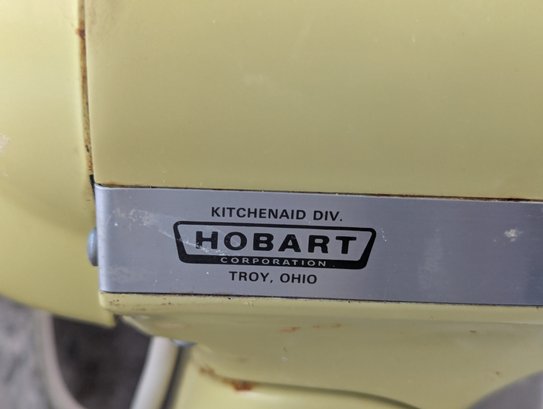 KITCHENAID DIV.
HOBART
CORPORATION
TROY, OHIO